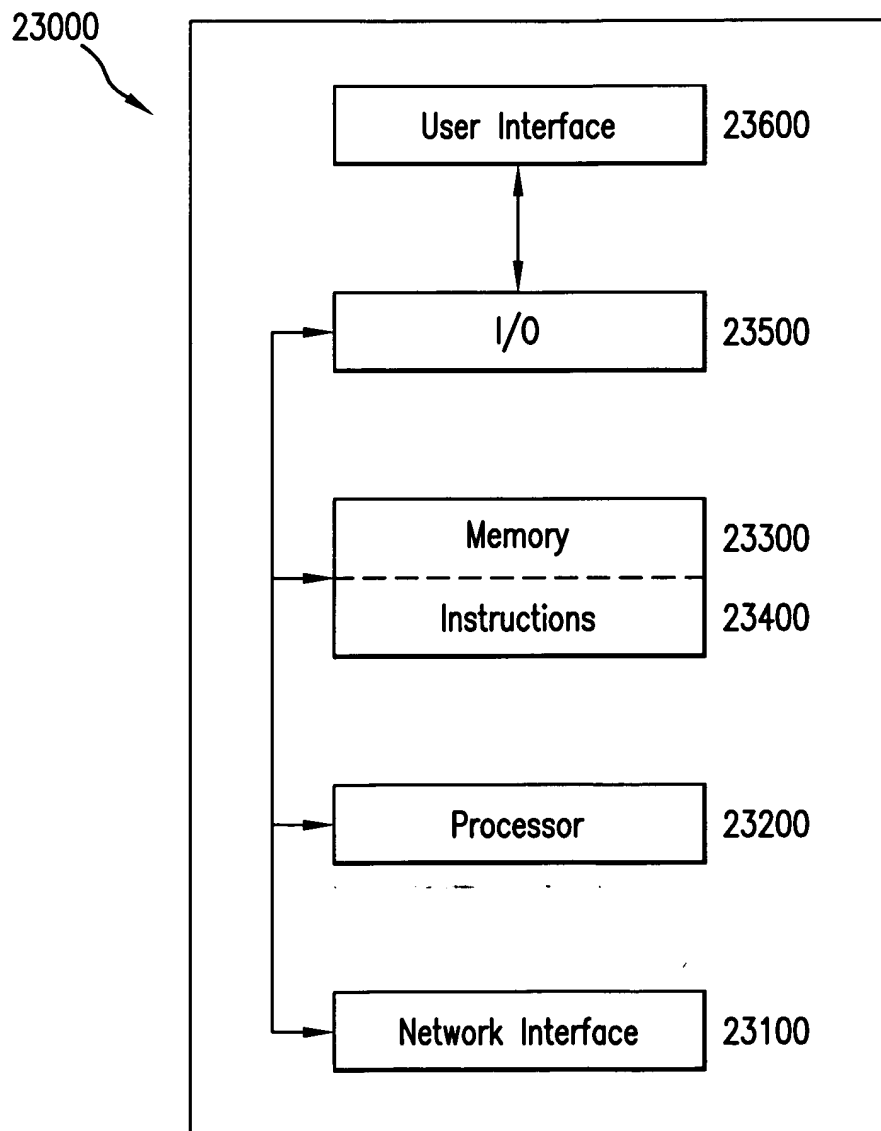 23000
User Interface 23600
I/O 23500
Memory 23300
Instructions 23400
Processor 23200
Network Interface 23100